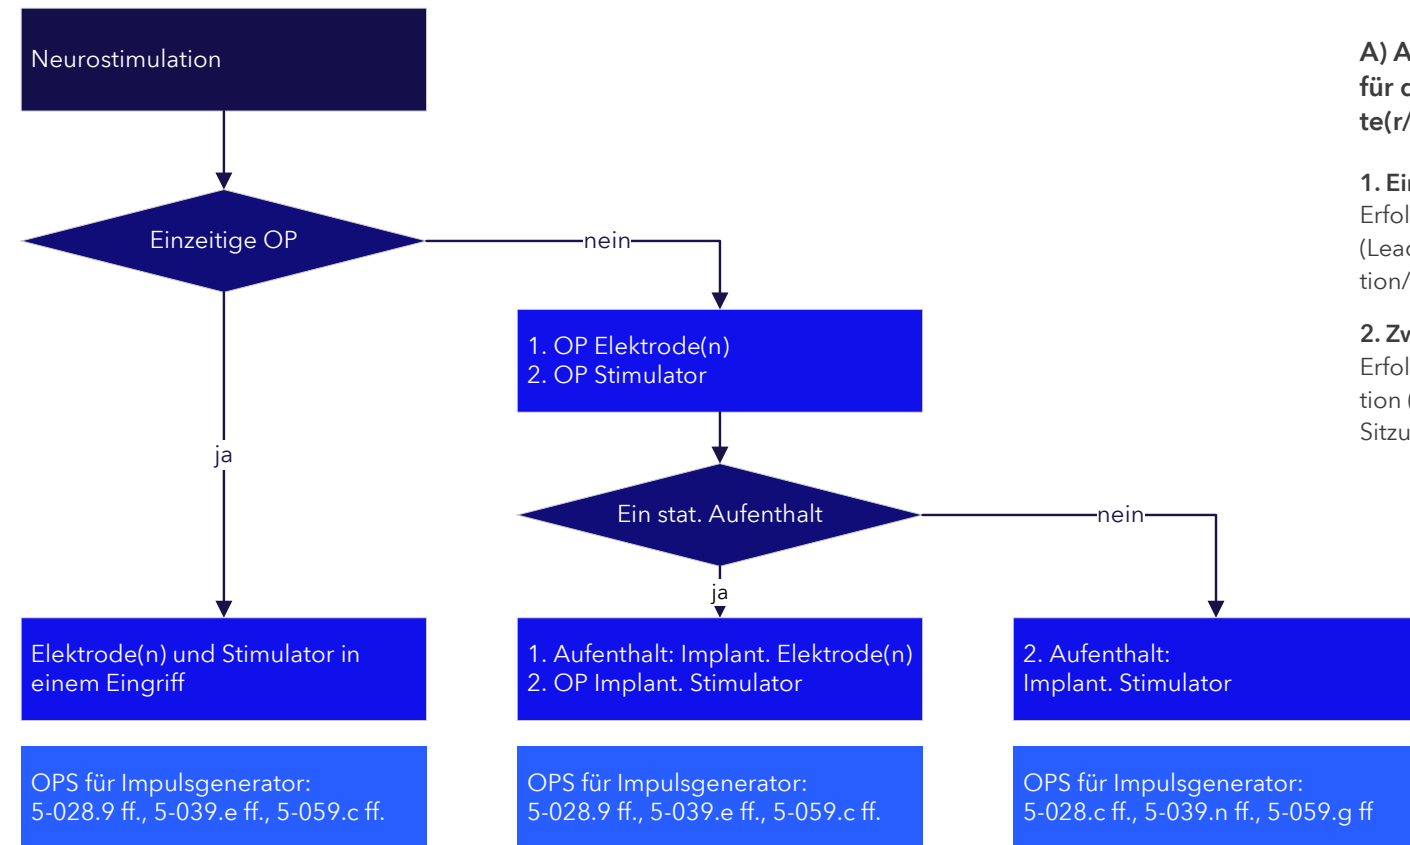 Neurostimulation
Einzeitige OP
nein
1. OP Elektrode(n)
2. OP Stimulator
ja
Ein stat. Aufenthalt
nein
ja
Elektrode(n) und Stimulator in
einem Eingriff
1. Aufenthalt: Implant. Elektrode(n)
2. OP Implant. Stimulator
2. Aufenthalt:
Implant. Stimulator
OPS für Impulsgenerator:
5-028.9 ff., 5-039.e ff., 5-059.c ff.
OPS für Impulsgenerator:
5-028.9 ff., 5-039.e ff., 5-059.c ff.
OPS für Impulsgenerator:
5-028.c ff., 5-039.n ff., 5-059.g ff
A)
für
te(r/
1.
2.
tion/
tion